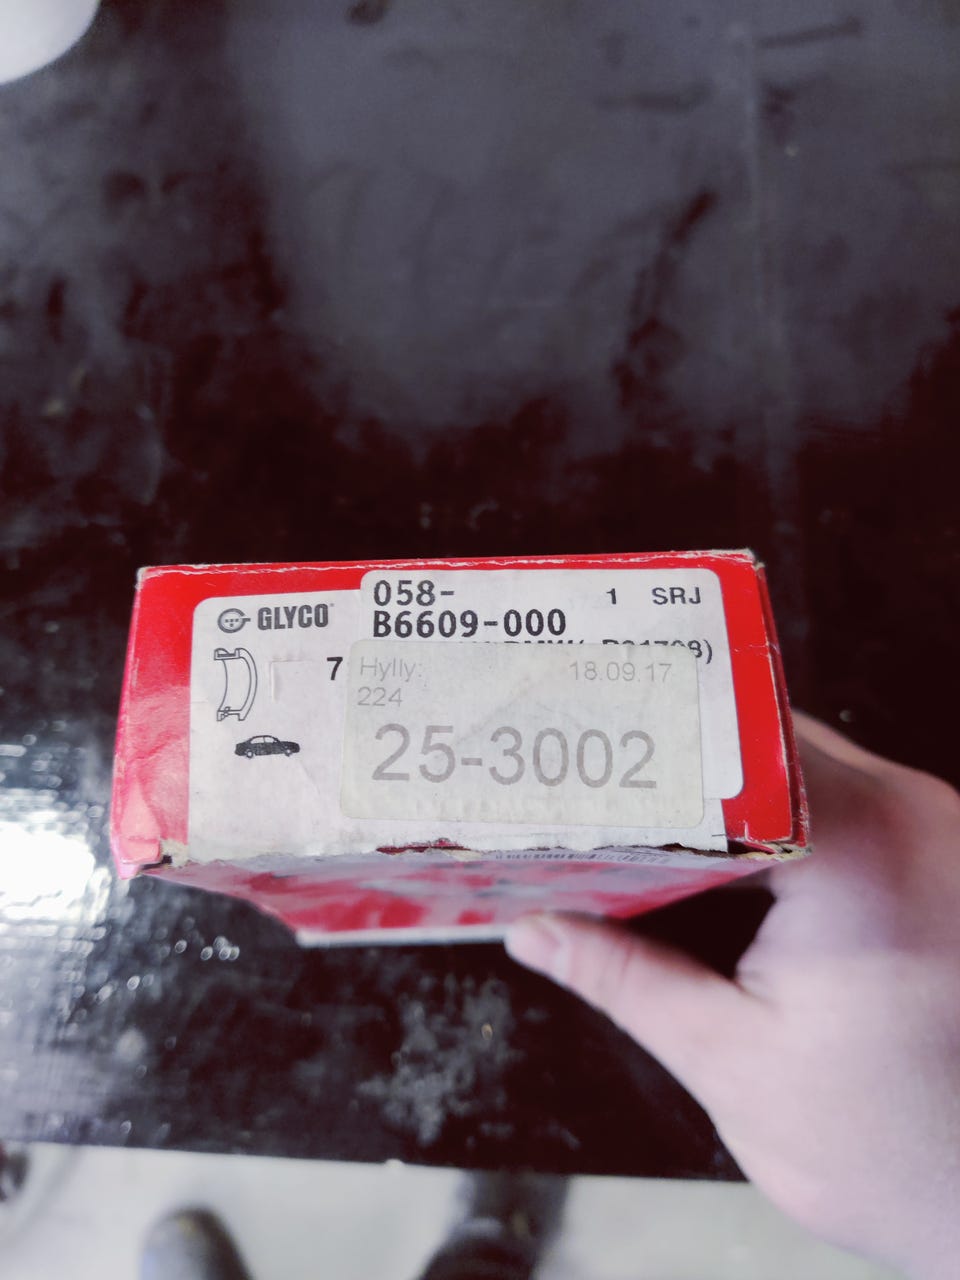 GLYCO
058-
B6609-000
1 SRJ
7
Hylly:
18.09.17
224
25-3002